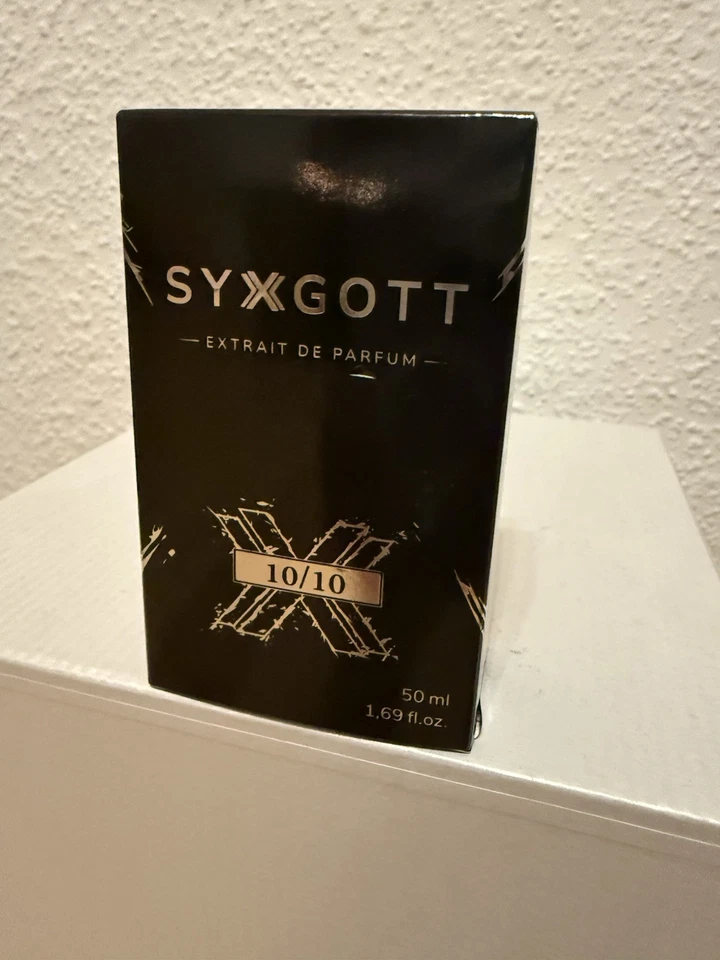 SYXGOTT
EXTRAIT DE PARFUM
10/10
50 ml
1,69 fl.oz.